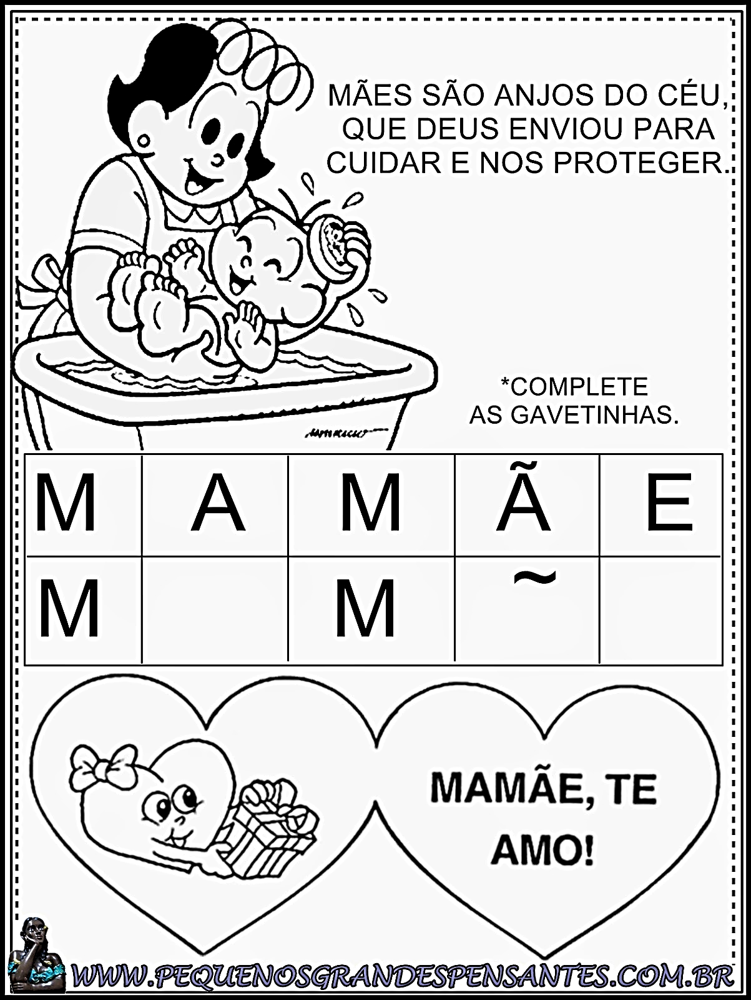 MÃES SÃO ANJOS DO CÉU,
QUE DEUS ENVIOU PARA
CUIDAR E NOS PROTEGER.
*COMPLETE
AS GAVETINHAS.
M A M Ã E
M M ~
MAMÃE, TE
AMO!
WWW.PEQUENOSGRANDESPENSANTES.COM.BR